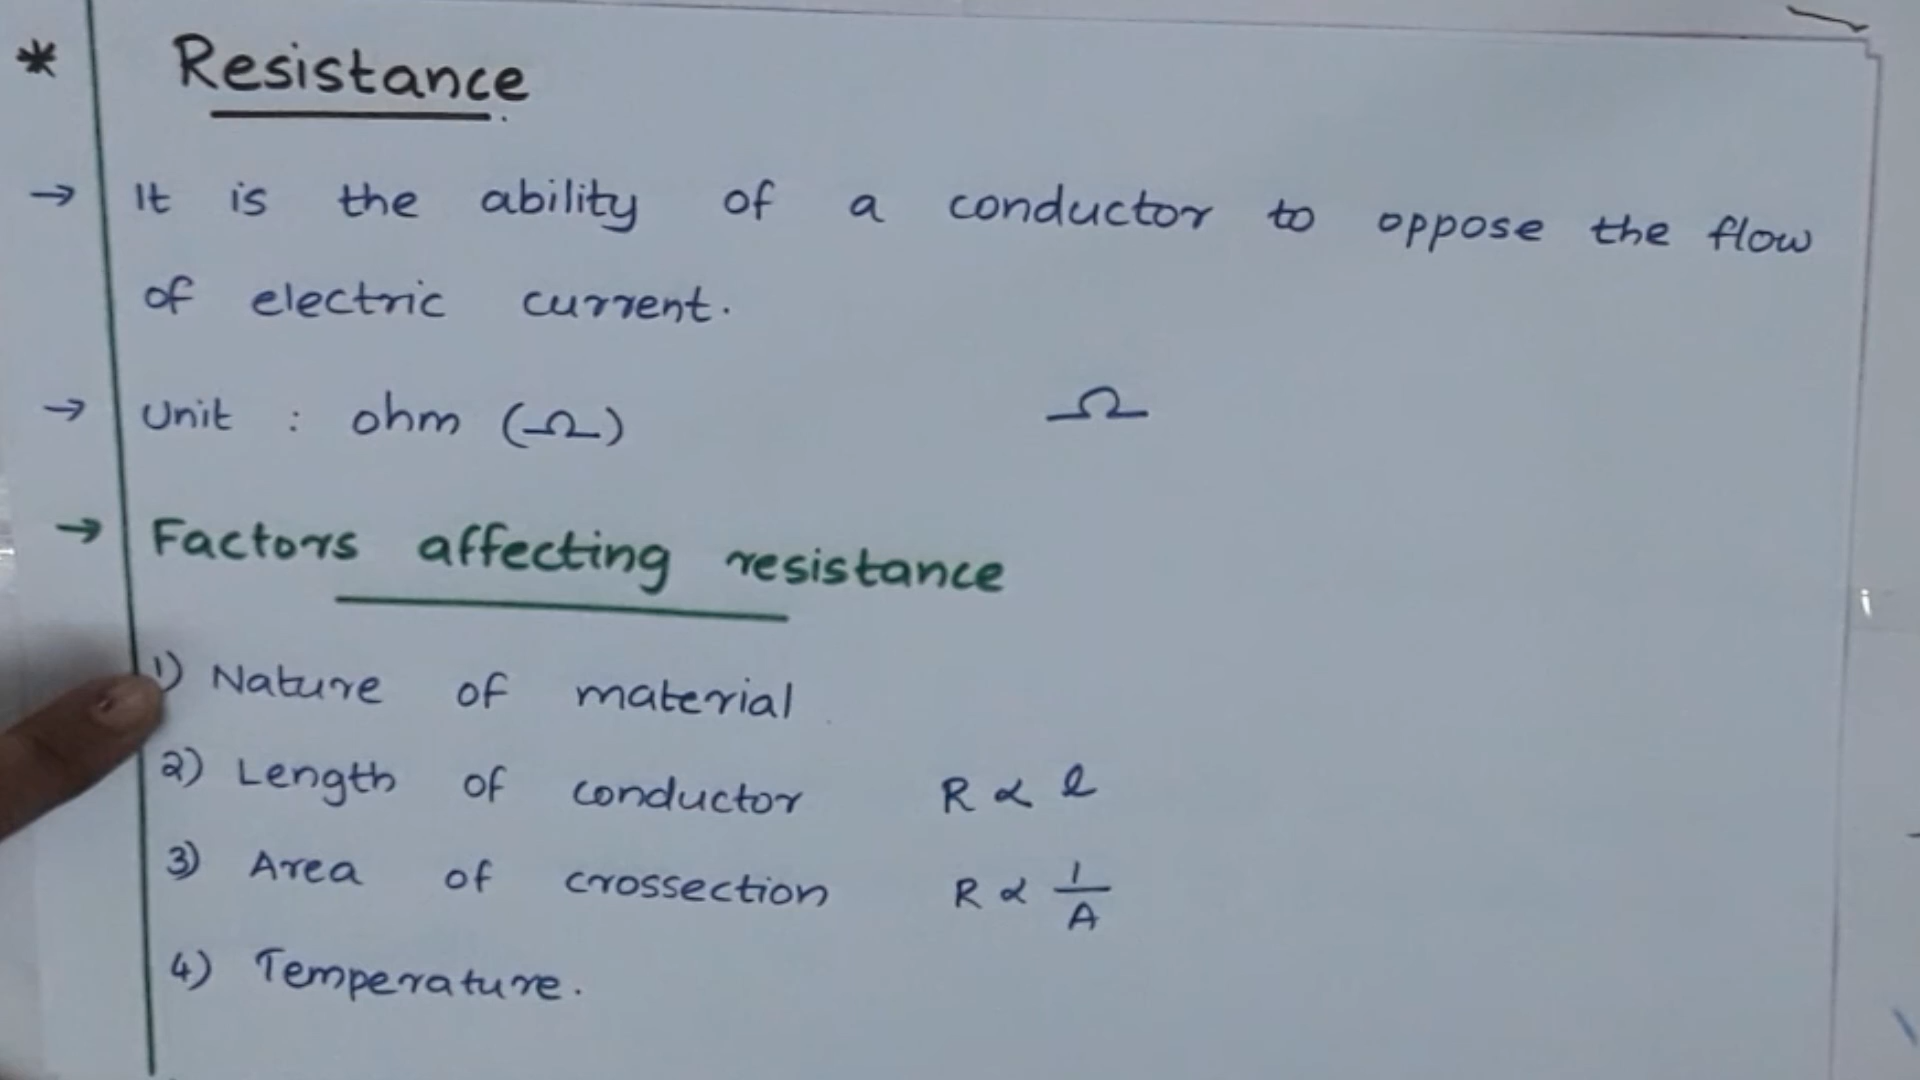 * Resistance
→ It is the ability of a conductor to oppose the flow
of electric current.
→ Unit : ohm (Ω) Ω
→ Factors affecting resistance
1) Nature of material
2) Length of conductor R ∝ l
3) Area of crossection R ∝ 1/A
4) Temperature.